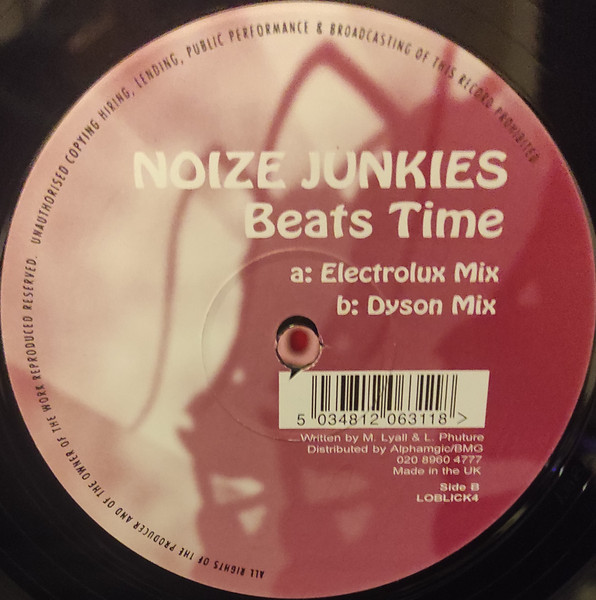 ALL RIGHTS OF THE PRODUCER AND OF THE OWNER OF THE WORK REPRODUCED RESERVED. UNAUTHORISED COPYING HIRING, LENDING, PUBLIC PERFORMANCE & BROADCASTING OF THIS RECORD PROHIBITED
NOIZE JUNKIES
Beats Time
a: Electrolux Mix
b: Dyson Mix
5 034812 063118 >
Written by M. Lyall & L. Phuture
Distributed by Alphamgic/BMG
020 8960 4777
Made in the UK
Side B
LOBLICK4